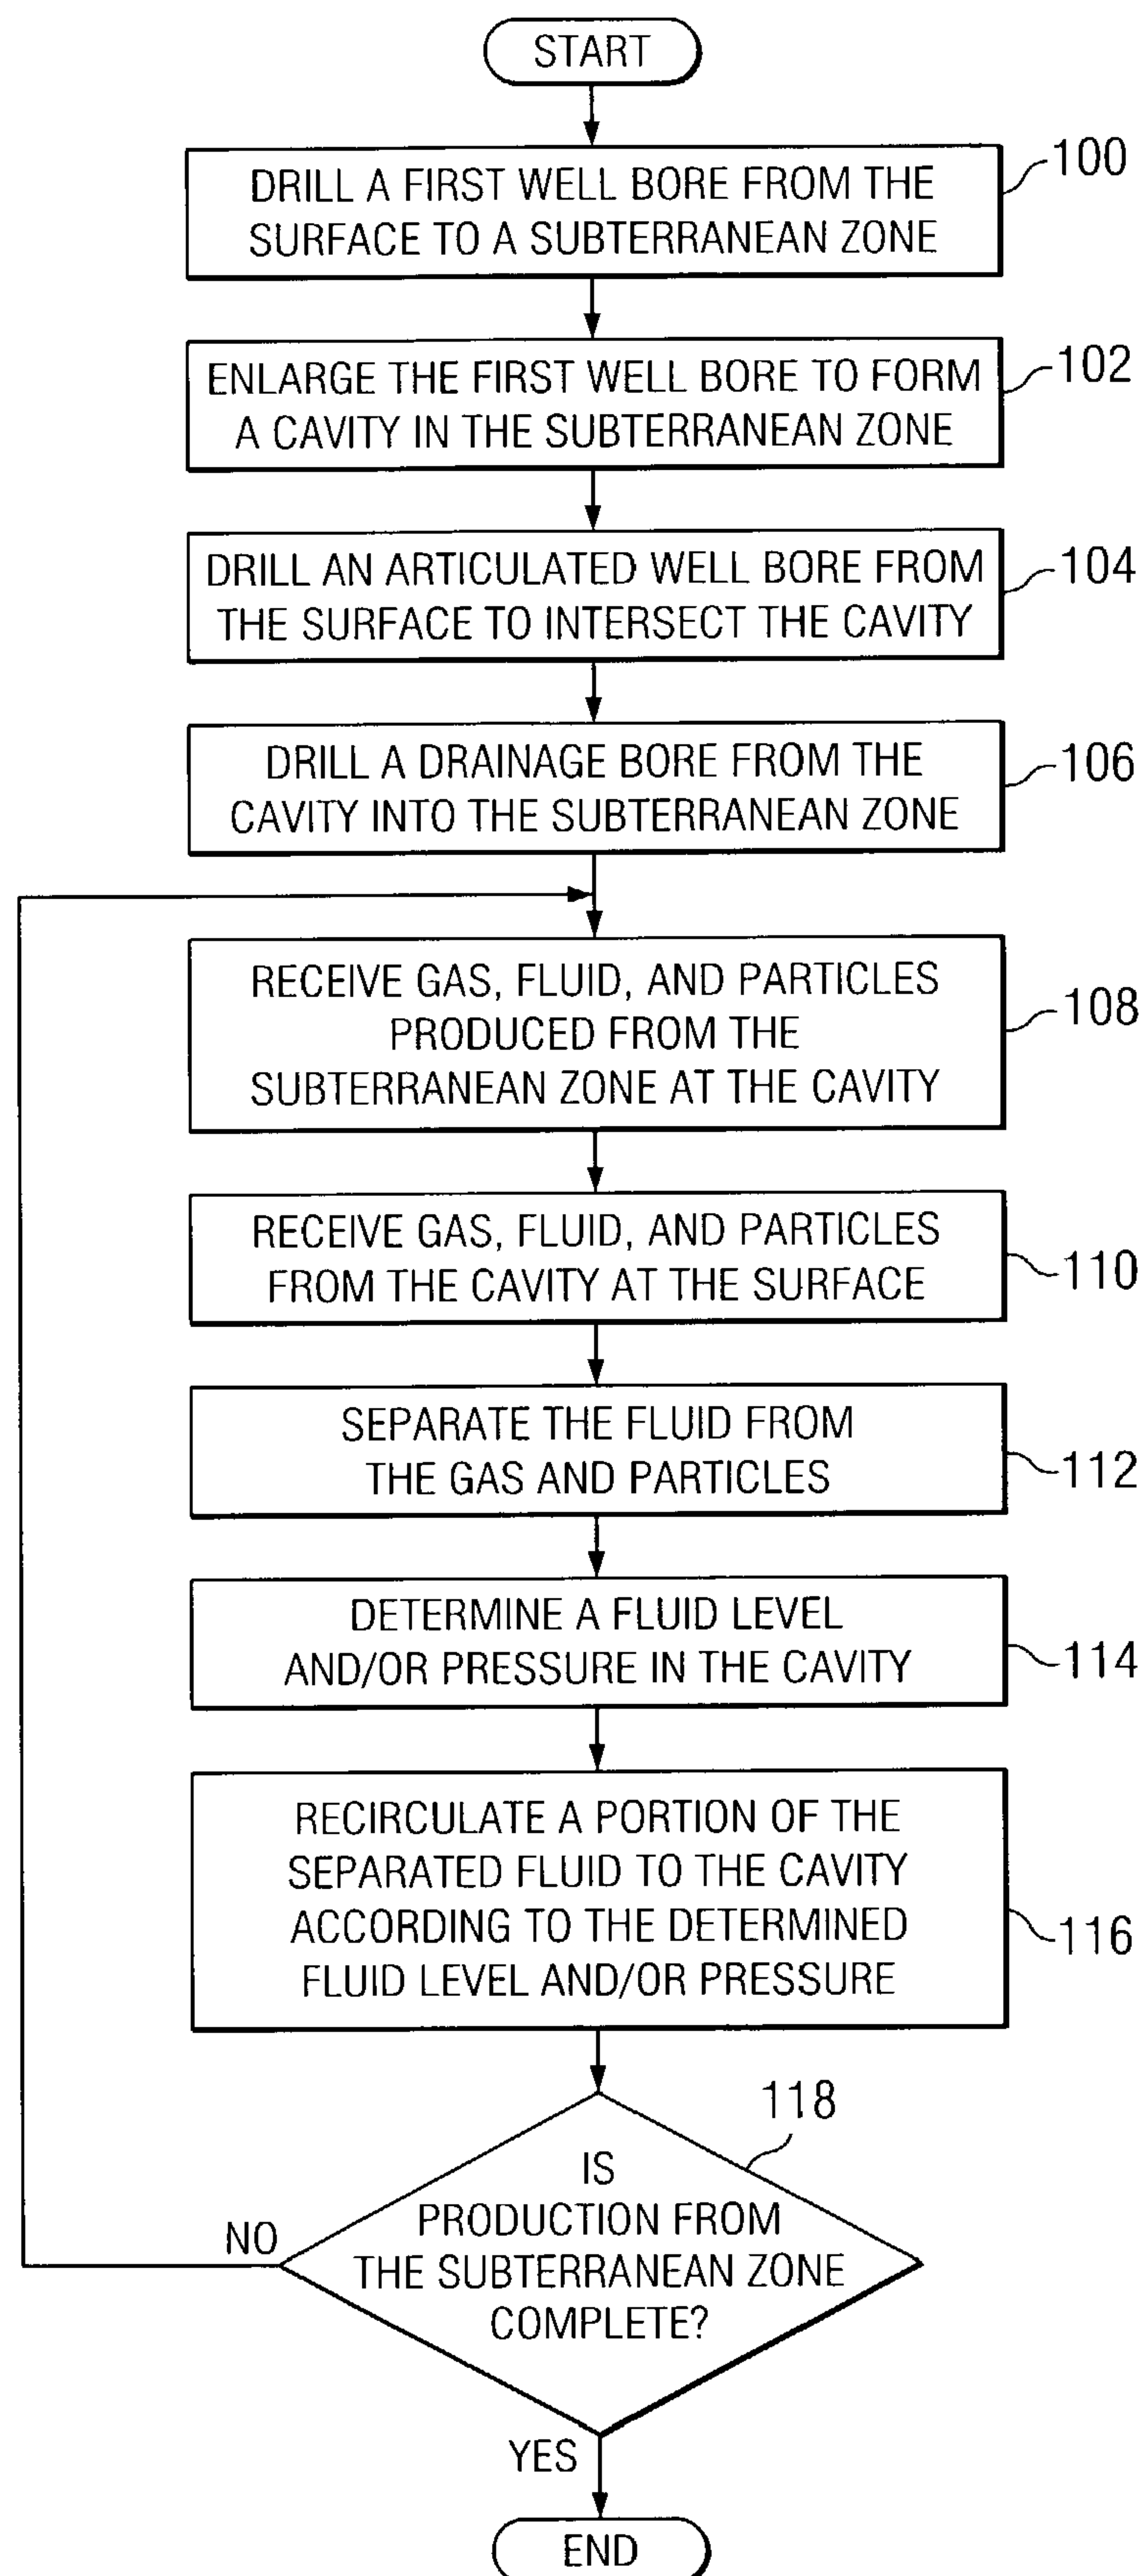 START
DRILL A FIRST WELL BORE FROM THE
SURFACE TO A SUBTERRANEAN ZONE
100
ENLARGE THE FIRST WELL BORE TO FORM
A CAVITY IN THE SUBTERRANEAN ZONE
102
DRILL AN ARTICULATED WELL BORE FROM
THE SURFACE TO INTERSECT THE CAVITY
104
DRILL A DRAINAGE BORE FROM THE
CAVITY INTO THE SUBTERRANEAN ZONE
106
RECEIVE GAS, FLUID, AND PARTICLES
PRODUCED FROM THE
SUBTERRANEAN ZONE AT THE CAVITY
108
RECEIVE GAS, FLUID, AND PARTICLES
FROM THE CAVITY AT THE SURFACE
110
SEPARATE THE FLUID FROM
THE GAS AND PARTICLES
112
DETERMINE A FLUID LEVEL
AND/OR PRESSURE IN THE CAVITY
114
RECIRCULATE A PORTION OF THE
SEPARATED FLUID TO THE CAVITY
ACCORDING TO THE DETERMINED
FLUID LEVEL AND/OR PRESSURE
116
118
IS
PRODUCTION FROM
THE SUBTERRANEAN ZONE
COMPLETE?
NO
YES
END